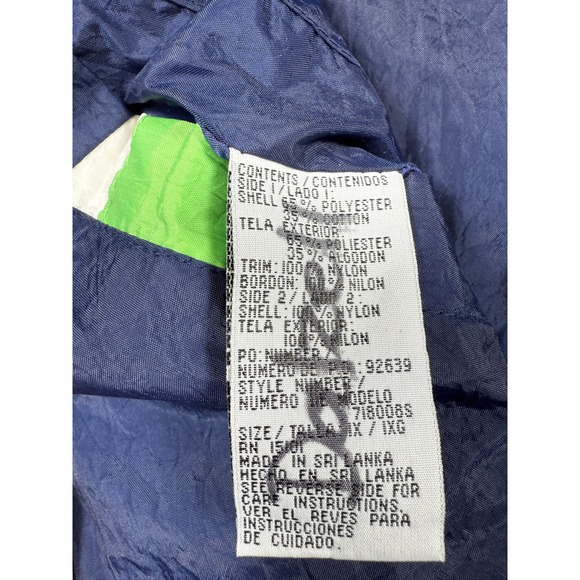 CONTENTS / CONTENIDOS
SIDE 1 / LADO 1:
SHELL 65% POLYESTER
35% COTTON
TELA EXTERIOR:
65% POLIESTER
35% ALGODON
TRIM: 100% NYLON
BORDON: 100% NILON
SIDE 2 / LADO 2:
SHELL: 100% NYLON
TELA EXTERIOR:
100% NILON
PO: NUMBER /
NUMERO DE P.O.: 92639
STYLE NUMBER /
NUMERO DE MODELO
718008S
SIZE / TALLA 1X / 1XG
RN 15101
MADE IN SRI LANKA
HECHO EN SRI LANKA
SEE REVERSE SIDE FOR
CARE INSTRUCTIONS.
VER EL REVES PARA
INSTRUCCIONES
DE CUIDADO.